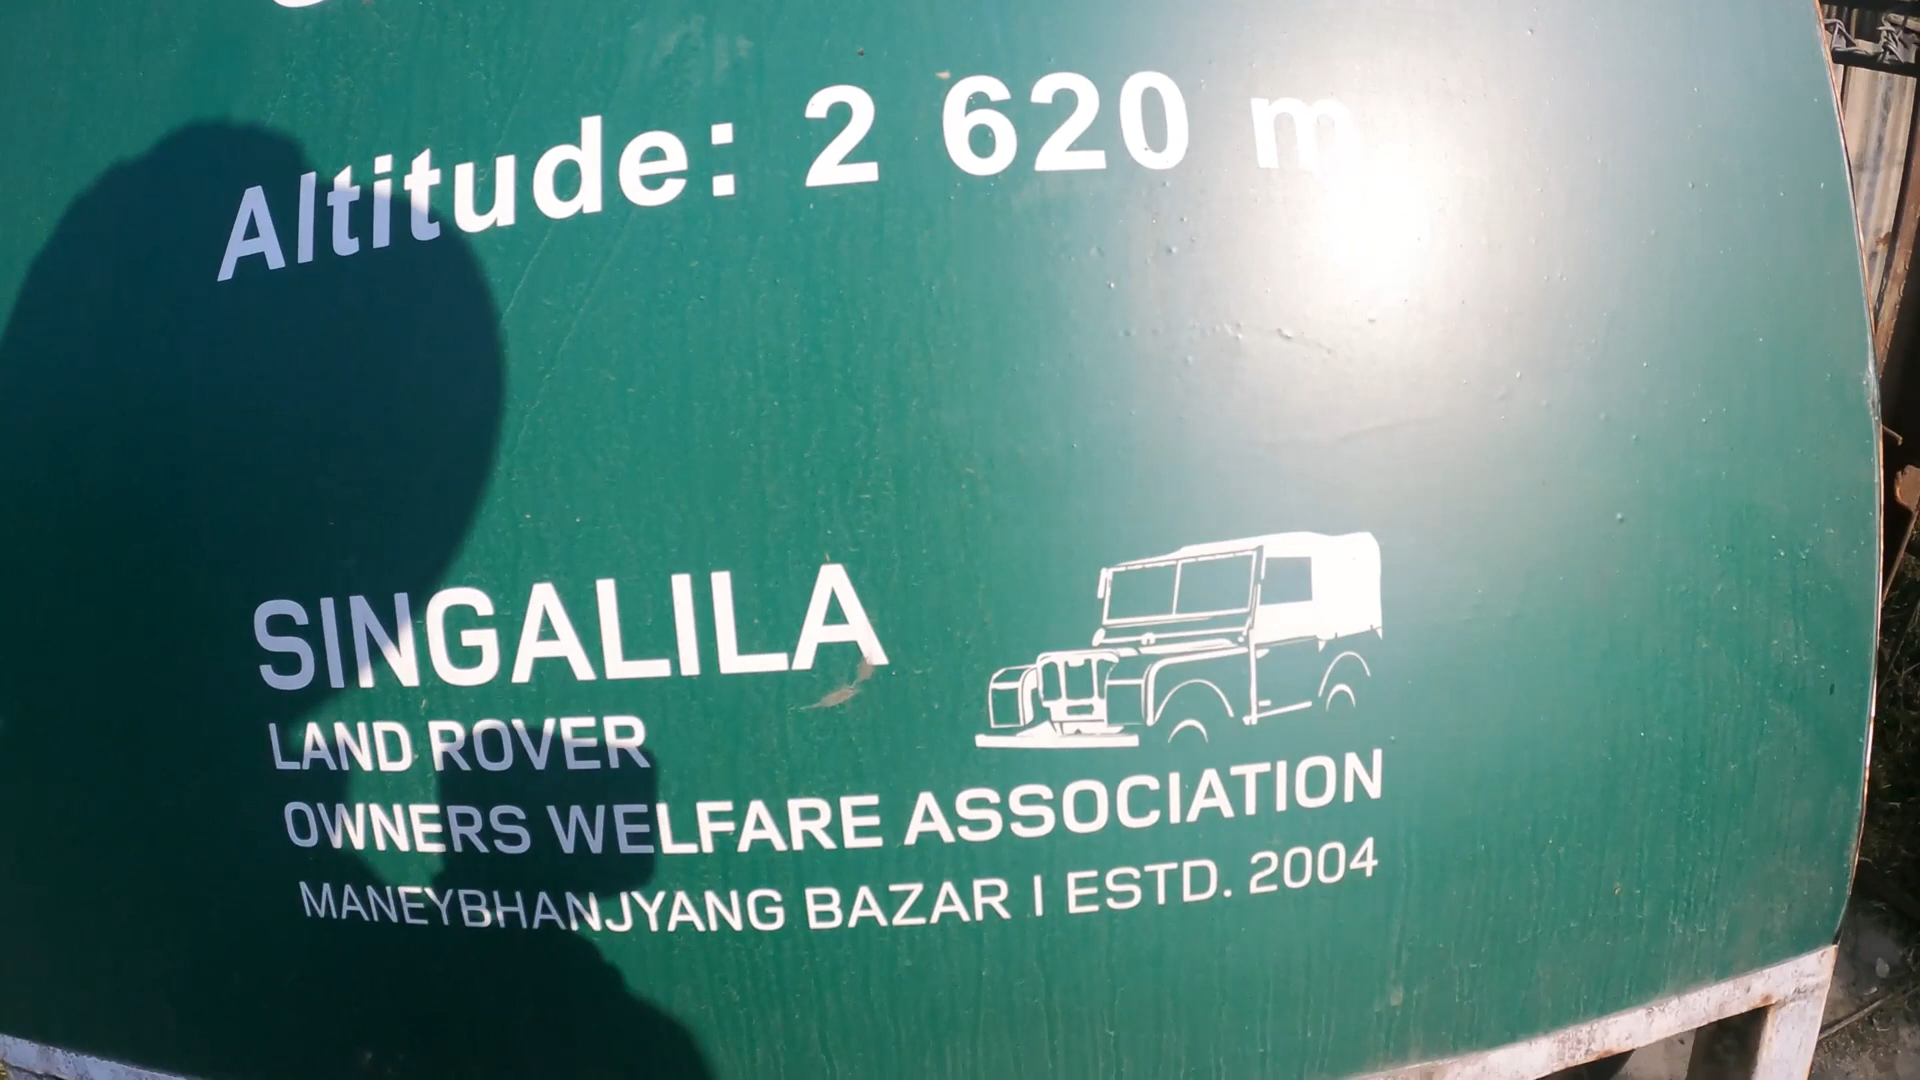 Altitude: 2 620 m
SINGALILA
LAND ROVER
OWNERS WELFARE ASSOCIATION
MANEYBHANJYANG BAZAR I ESTD. 2004